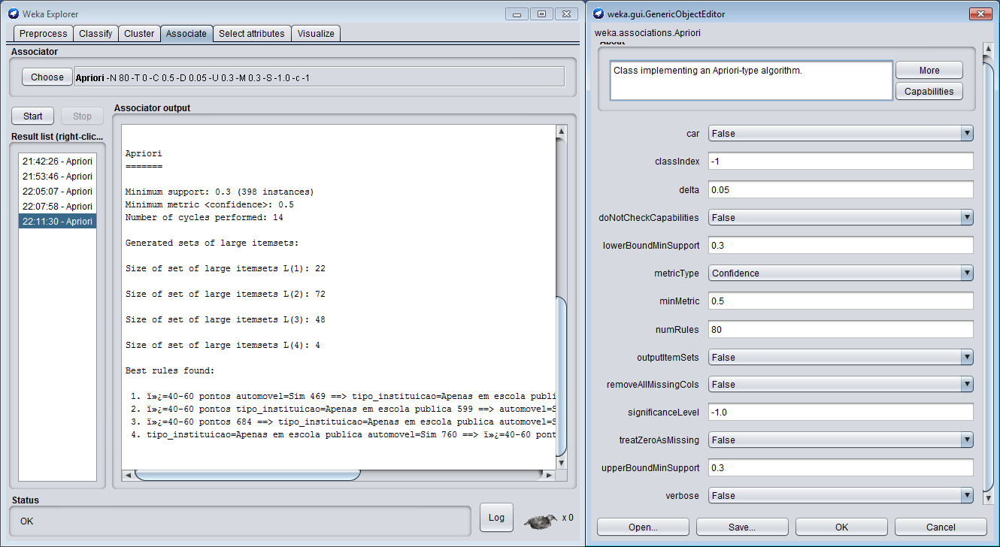 Weka Explorer
Preprocess Classify Cluster Associate Select attributes Visualize
Associator
Choose Apriori -N 80 -T 0 -C 0.5 -D 0.05 -U 0.3 -M 0.3 -S -1.0 -c -1
Start Stop
Result list (right-clic...
21:42:26 - Apriori
21:53:46 - Apriori
22:05:07 - Apriori
22:07:58 - Apriori
22:11:30 - Apriori
Associator output
Apriori
=======
Minimum support: 0.3 (398 instances)
Minimum metric <confidence>: 0.5
Number of cycles performed: 14
Generated sets of large itemsets:
Size of set of large itemsets L(1): 22
Size of set of large itemsets L(2): 72
Size of set of large itemsets L(3): 48
Size of set of large itemsets L(4): 4
Best rules found:
1. ï»¿=40-60 pontos automovel=Sim 469 ==> tipo_instituicao=Apenas em escola publi
2. ï»¿=40-60 pontos tipo_instituicao=Apenas em escola publica 599 ==> automovel=S
3. ï»¿=40-60 pontos 684 ==> tipo_instituicao=Apenas em escola publica automovel=S
4. tipo_instituicao=Apenas em escola publica automovel=Sim 760 ==> ï»¿=40-60 pont
Status
OK
Log
x 0
weka.gui.GenericObjectEditor
weka.associations.Apriori
About
Class implementing an Apriori-type algorithm.
More
Capabilities
car False
classIndex -1
delta 0.05
doNotCheckCapabilities False
lowerBoundMinSupport 0.3
metricType Confidence
minMetric 0.5
numRules 80
outputItemSets False
removeAllMissingCols False
significanceLevel -1.0
treatZeroAsMissing False
upperBoundMinSupport 0.3
verbose False
Open... Save... OK Cancel